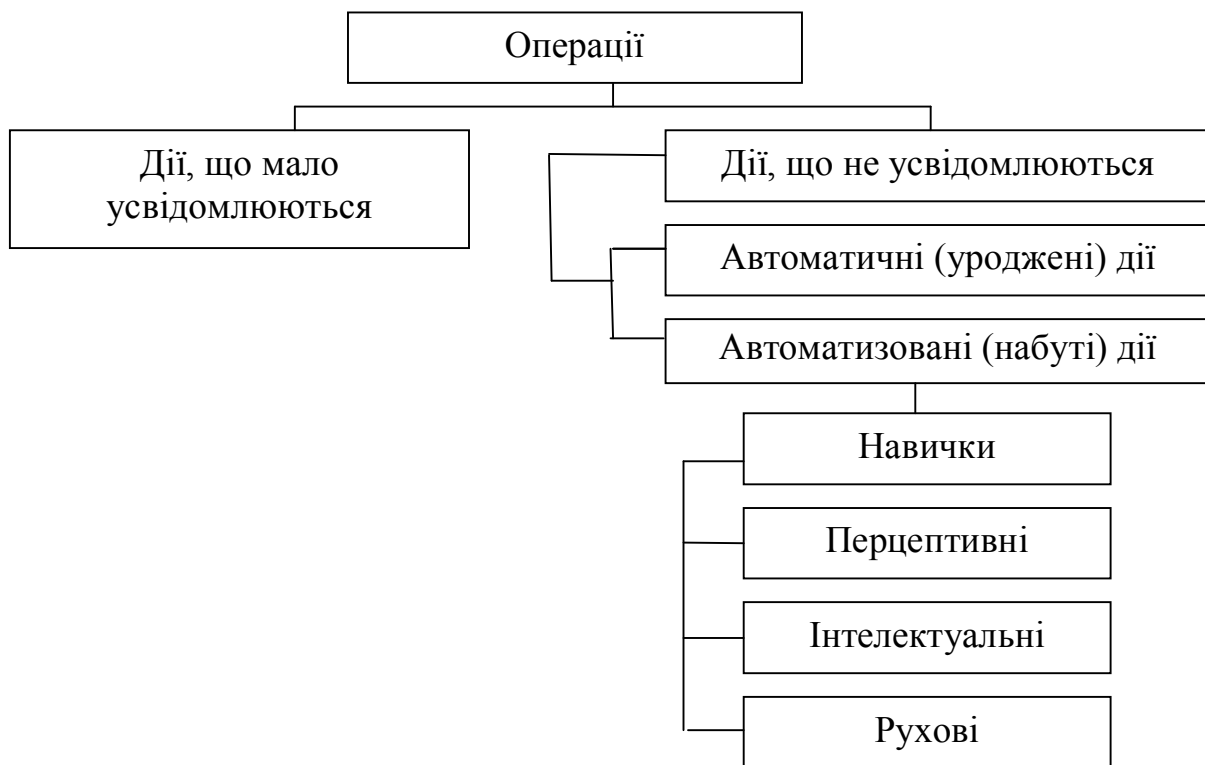 Операції
Дії, що мало
усвідомлюються
Дії, що не усвідомлюються
Автоматичні (уроджені) дії
Автоматизовані (набуті) дії
Навички
Перцептивні
Інтелектуальні
Рухові